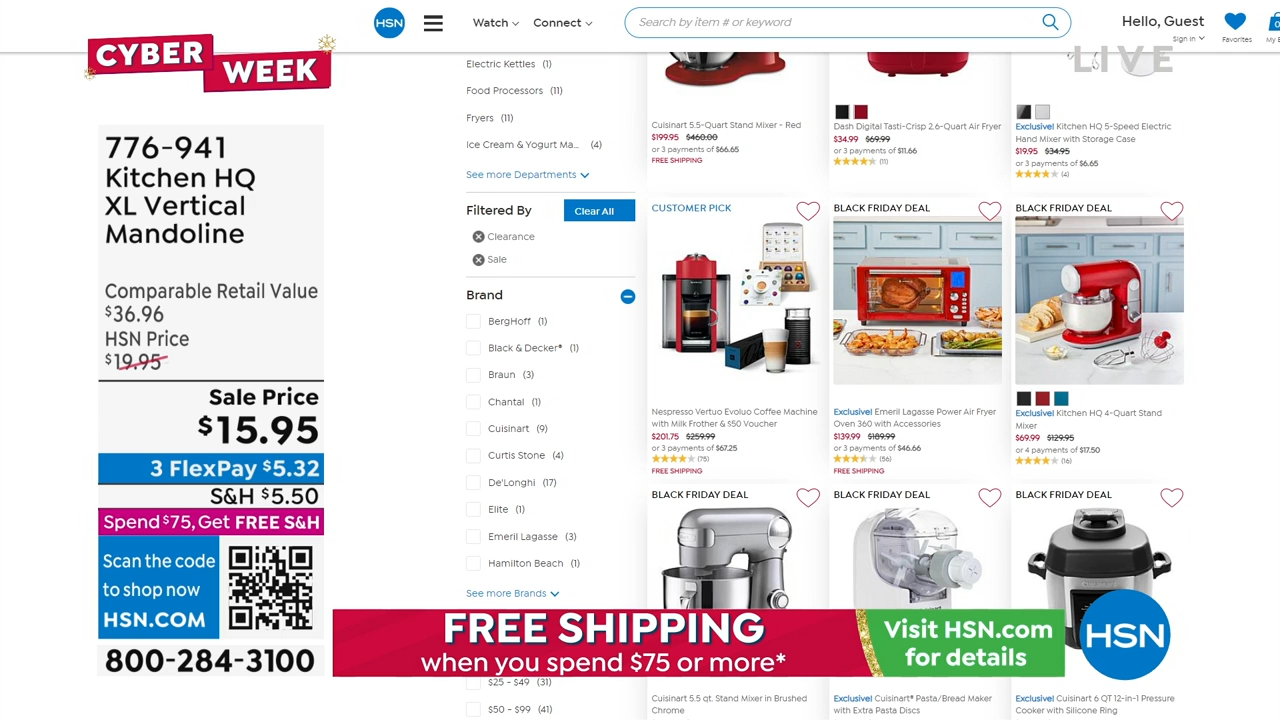 HSN
Watch
Connect
Search by item # or keyword
Hello, Guest
Sign In
Favorites
0
LIVE
CYBER
WEEK
776-941
Kitchen HQ
XL Vertical
Mandoline
Comparable Retail Value
$36.96
HSN Price
$19.95
Sale Price
$15.95
3 FlexPay $5.32
S&H $5.50
Spend $75, Get FREE S&H
Scan the code
to shop now
HSN.COM
800-284-3100
Electric Kettles (1)
Food Processors (11)
Fryers (11)
Ice Cream & Yogurt Ma... (4)
See more Departments
Filtered By
Clear All
Clearance
Sale
Brand
BergHoff (1)
Black & Decker® (1)
Braun (3)
Chantal (1)
Cuisinart (9)
Curtis Stone (4)
De'Longhi (17)
Elite (1)
Emeril Lagasse (3)
Hamilton Beach (1)
See more Brands
$25 - $49 (31)
$50 - $99 (41)
Cuisinart 5.5-Quart Stand Mixer - Red
$199.95 $460.00
or 3 payments of $66.65
FREE SHIPPING
Dash Digital Tasti-Crisp 2.6-Quart Air Fryer
$34.99 $69.99
or 3 payments of $11.66
(11)
Exclusive! Kitchen HQ 5-Speed Electric
Hand Mixer with Storage Case
$19.95 $34.95
or 3 payments of $6.65
(4)
CUSTOMER PICK
Nespresso Vertuo Evoluo Coffee Machine
with Milk Frother & $50 Voucher
$201.75 $259.99
or 3 payments of $67.25
(75)
FREE SHIPPING
BLACK FRIDAY DEAL
Exclusive! Emeril Lagasse Power Air Fryer
Oven 360 with Accessories
$139.99 $189.99
or 3 payments of $46.66
(56)
FREE SHIPPING
BLACK FRIDAY DEAL
Exclusive! Kitchen HQ 4-Quart Stand
Mixer
$69.99 $129.95
or 4 payments of $17.50
(16)
BLACK FRIDAY DEAL
Cuisinart 5.5 qt. Stand Mixer in Brushed
Chrome
BLACK FRIDAY DEAL
Exclusive! Cuisinart® Pasta/Bread Maker
with Extra Pasta Discs
BLACK FRIDAY DEAL
Exclusive! Cuisinart 6 QT 12-in-1 Pressure
Cooker with Silicone Ring
FREE SHIPPING
when you spend $75 or more*
Visit HSN.com
for details
HSN